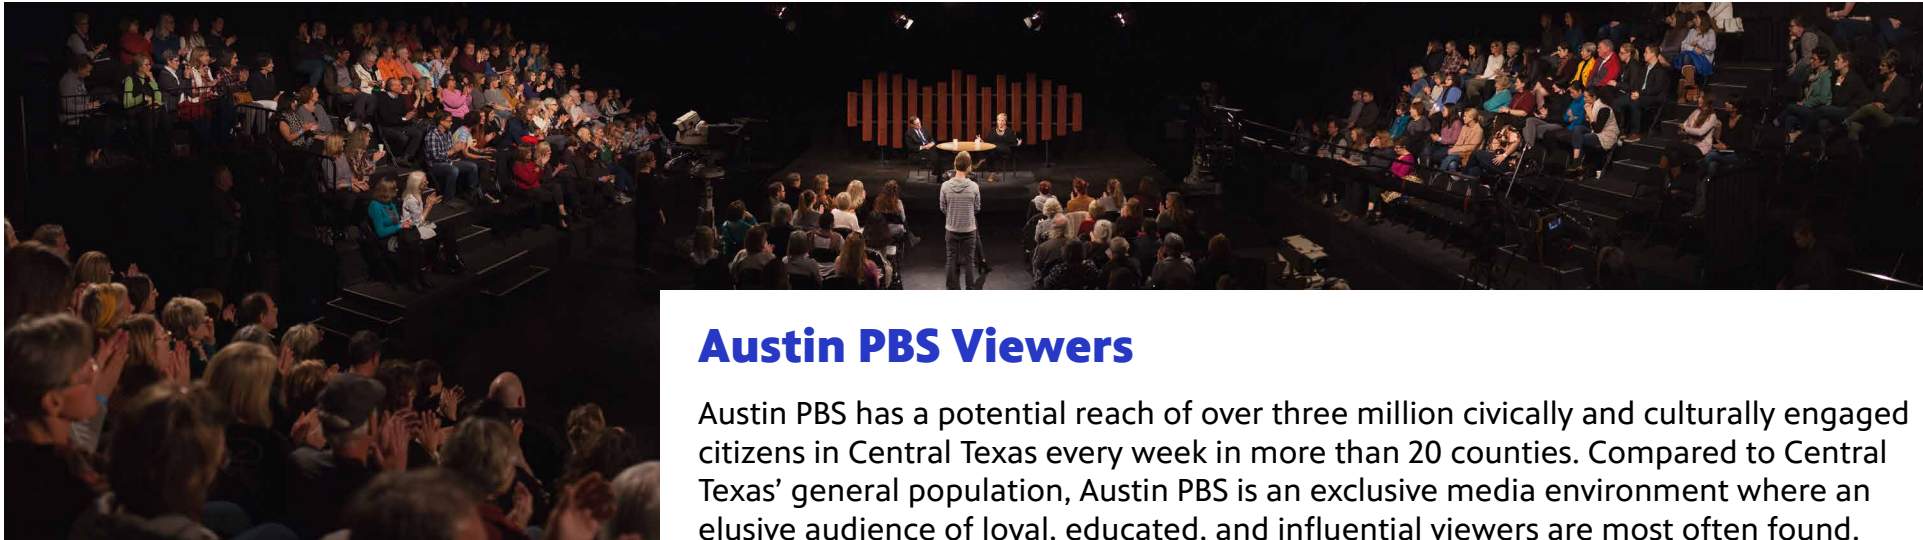 Austin PBS Viewers
Austin PBS has a potential reach of over three million civically and culturally engaged
citizens in Central Texas every week in more than 20 counties. Compared to Central
Texas’ general population, Austin PBS is an exclusive media environment where an
elusive audience of loyal, educated, and influential viewers are most often found.